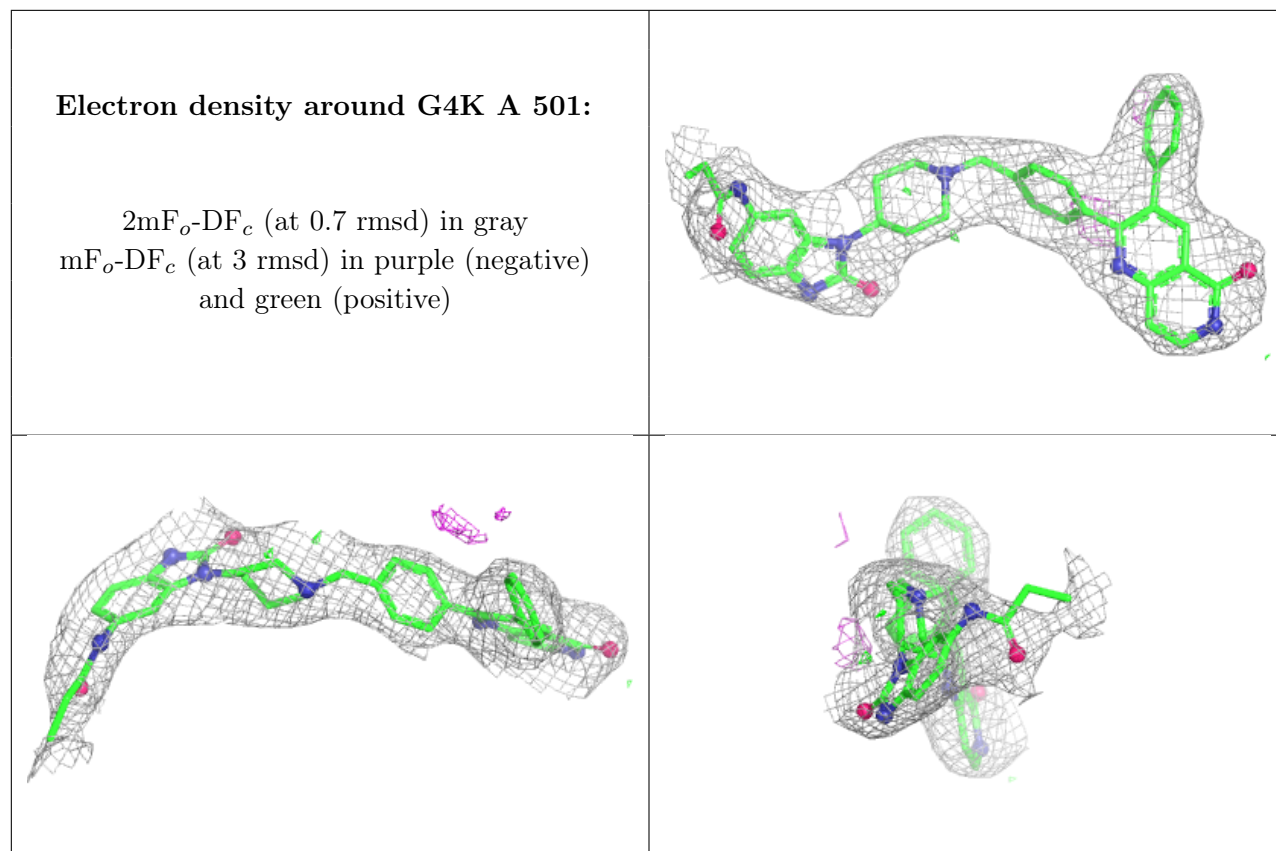 Electron density around G4K A 501:
2mFo-DFc (at 0.7 rmsd) in gray
mFo-DFc (at 3 rmsd) in purple (negative)
and green (positive)